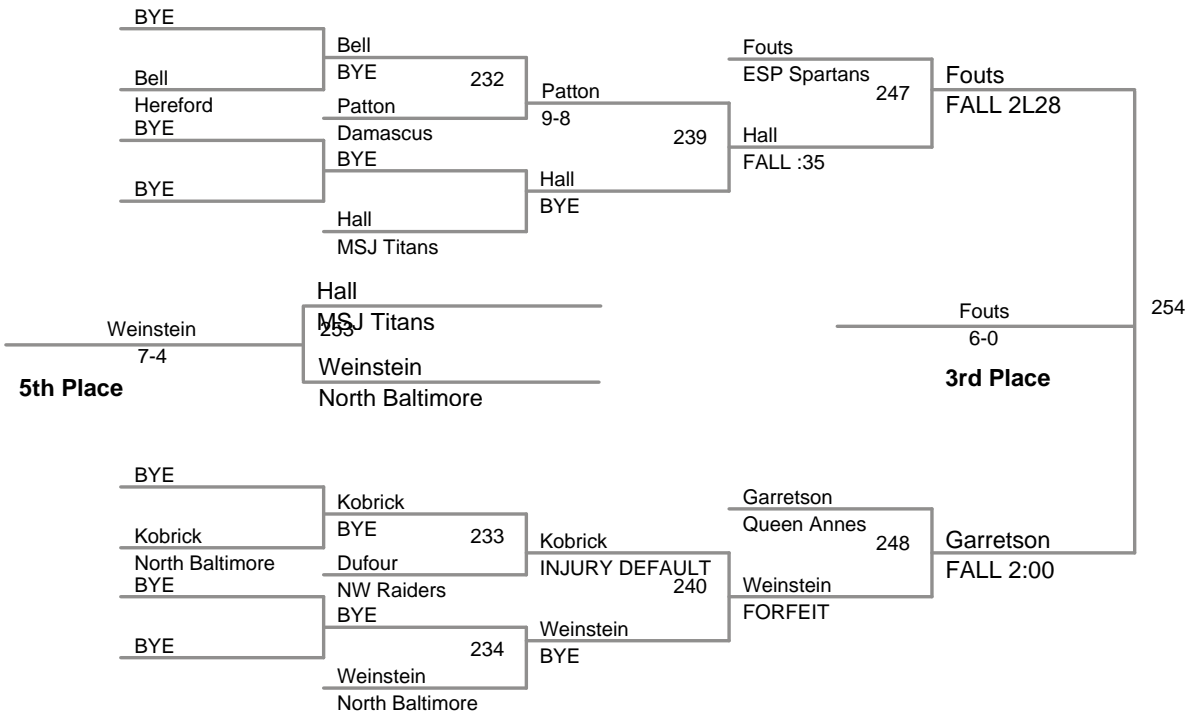 BYE
Bell
Hereford
BYE
BYE
Bell
BYE
232
Patton
Damascus
BYE
Hall
MSJ Titans
Patton
9-8
239
Hall
BYE
Fouts
ESP Spartans
247
Hall
FALL :35
Fouts
FALL 2L28
Hall
MSJ Titans
253
Weinstein
7-4
5th Place
Weinstein
North Baltimore
Fouts
6-0
3rd Place
254
BYE
Kobrick
North Baltimore
BYE
BYE
Kobrick
BYE
233
Dufour
NW Raiders
BYE
234
Weinstein
North Baltimore
Kobrick
INJURY DEFAULT
240
Weinstein
BYE
Garretson
Queen Annes
248
Weinstein
FORFEIT
Garretson
FALL 2:00